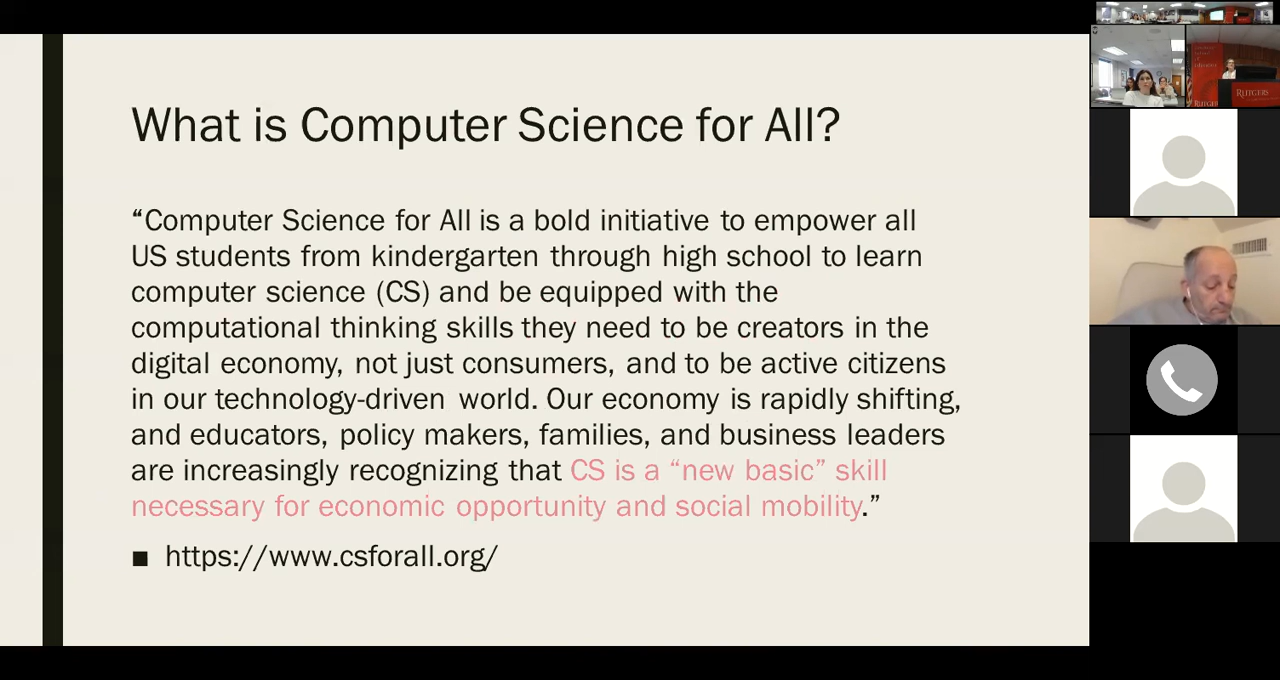 What is Computer Science for All?
“Computer Science for All is a bold initiative to empower all
US students from kindergarten through high school to learn
computer science (CS) and be equipped with the
computational thinking skills they need to be creators in the
digital economy, not just consumers, and to be active citizens
in our technology-driven world. Our economy is rapidly shifting,
and educators, policy makers, families, and business leaders
are increasingly recognizing that CS is a “new basic” skill
necessary for economic opportunity and social mobility.”
■ https://www.csforall.org/
RUTGERS